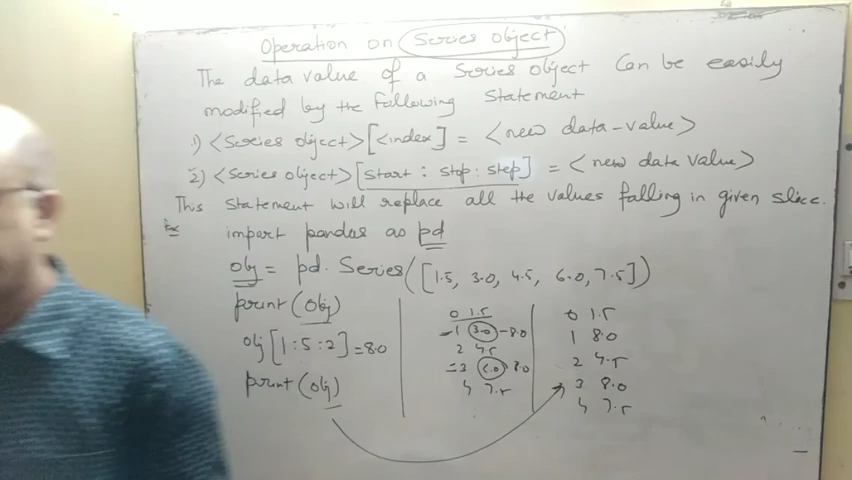 Operation on Series object
The data value of a Series object can be easily
modified by the following statement
1) <Series object>[<index] = <new data-value>
2) <Series object>[start : stop : step] = <new data value>
This statement will replace all the values falling in given slice.
Ex import pandas as pd
obj = pd. Series([1.5, 3.0, 4.5, 6.0, 7.5])
print (obj)
obj [1:5:2] = 8.0
print (obj)
0 1.5
1 3.0 - 8.0
2 4.5
3 6.0 8.0
4 7.5
0 1.5
1 8.0
2 4.5
3 8.0
4 7.5